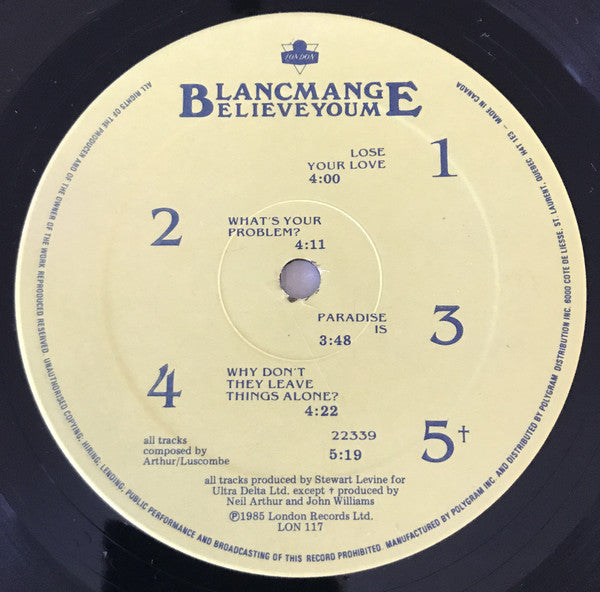 LONDON
BLANCMANGE
BELIEVEYOUME
LOSE
YOUR LOVE
4:00
1
2
WHAT'S YOUR
PROBLEM?
4:11
PARADISE
IS
3:48
3
4
WHY DON'T
THEY LEAVE
THINGS ALONE?
4:22
22339
5:19
5†
all tracks
composed by
Arthur/Luscombe
all tracks produced by Stewart Levine for
Ultra Delta Ltd. except † produced by
Neil Arthur and John Williams
℗1985 London Records Ltd.
LON 117
ALL RIGHTS OF THE PRODUCER AND OF THE OWNER OF THE WORK REPRODUCED RESERVED. UNAUTHORISED COPYING, HIRING, LENDING, PUBLIC PERFORMANCE AND BROADCASTING OF THIS RECORD PROHIBITED. MANUFACTURED BY POLYGRAM INC. AND DISTRIBUTED BY POLYGRAM DISTRIBUTION INC. 6000 COTE DE LIESSE, ST. LAURENT, QUEBEC H4T 1E3 – MADE IN CANADA